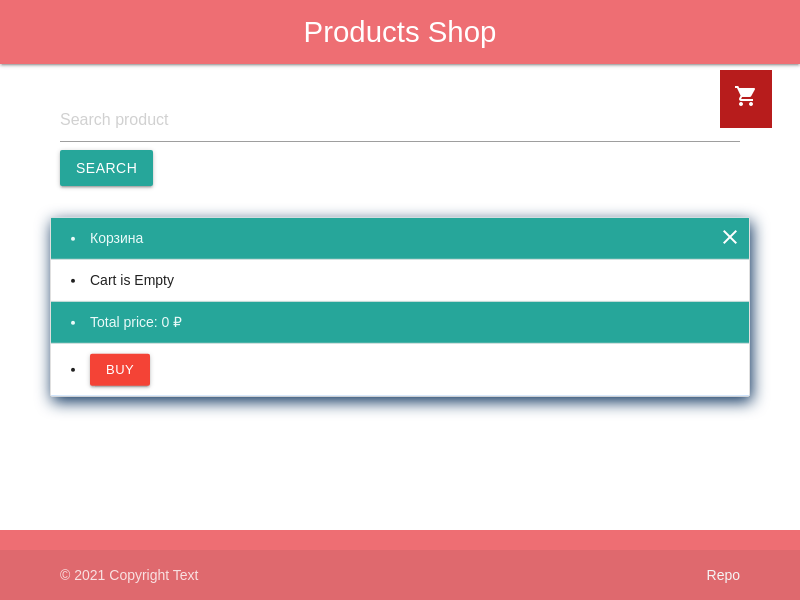 Products Shop
Search product
SEARCH
Корзина
Cart is Empty
Total price: 0 ₽
BUY
© 2021 Copyright Text
Repo